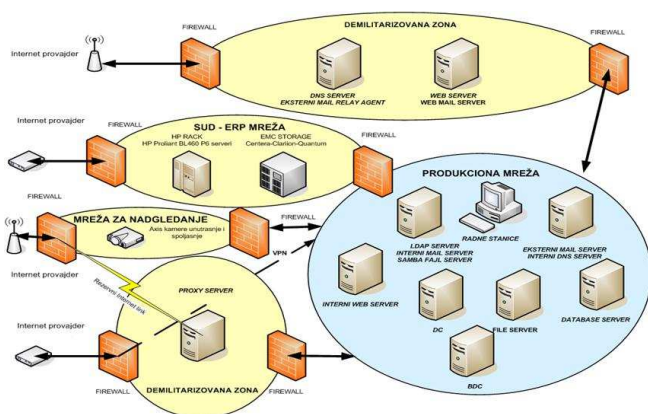 DEMILITARIZOVANA ZONA
FIREWALL
FIREWALL
Internet provajder
DNS SERVER
EKSTERNI MAIL RELAY AGENT
WEB SERVER
WEB MAIL SERVER
Internet provajder
FIREWALL
SUD - ERP MREŽA
FIREWALL
HP RACK
HP Proliant BL460 P6 serveri
EMC STORAGE
Centera-Clariion-Quantum
PRODUKCIONA MREŽA
FIREWALL
MREŽA ZA NADGLEDANJE
Axis kamere unutrasnje i
spoljasnje
FIREWALL
VPN
LDAP SERVER
INTERNI MAIL SERVER
SAMBA FAJL SERVER
RADNE STANICE
EKSTERNI MAIL SERVER
INTERNI DNS SERVER
Internet provajder
Rezervni Internet link
PROXY SERVER
INTERNI WEB SERVER
DC
FILE SERVER
DATABASE SERVER
Internet provajder
FIREWALL
DEMILITARIZOVANA ZONA
FIREWALL
BDC